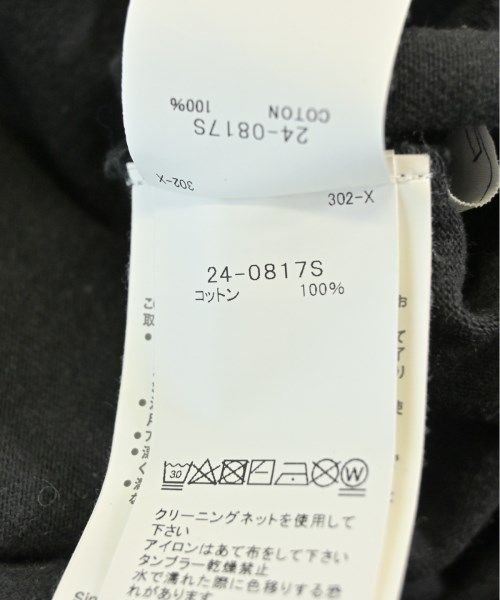 COTON 100%
24-0817S
302-X
302-X
24-0817S
コットン 100%
30
W
クリーニングネットを使用して
下さい
アイロンはあて布をして下さい
タンブラー乾燥禁止
水で濡れた際に色移りする恐
れがあります